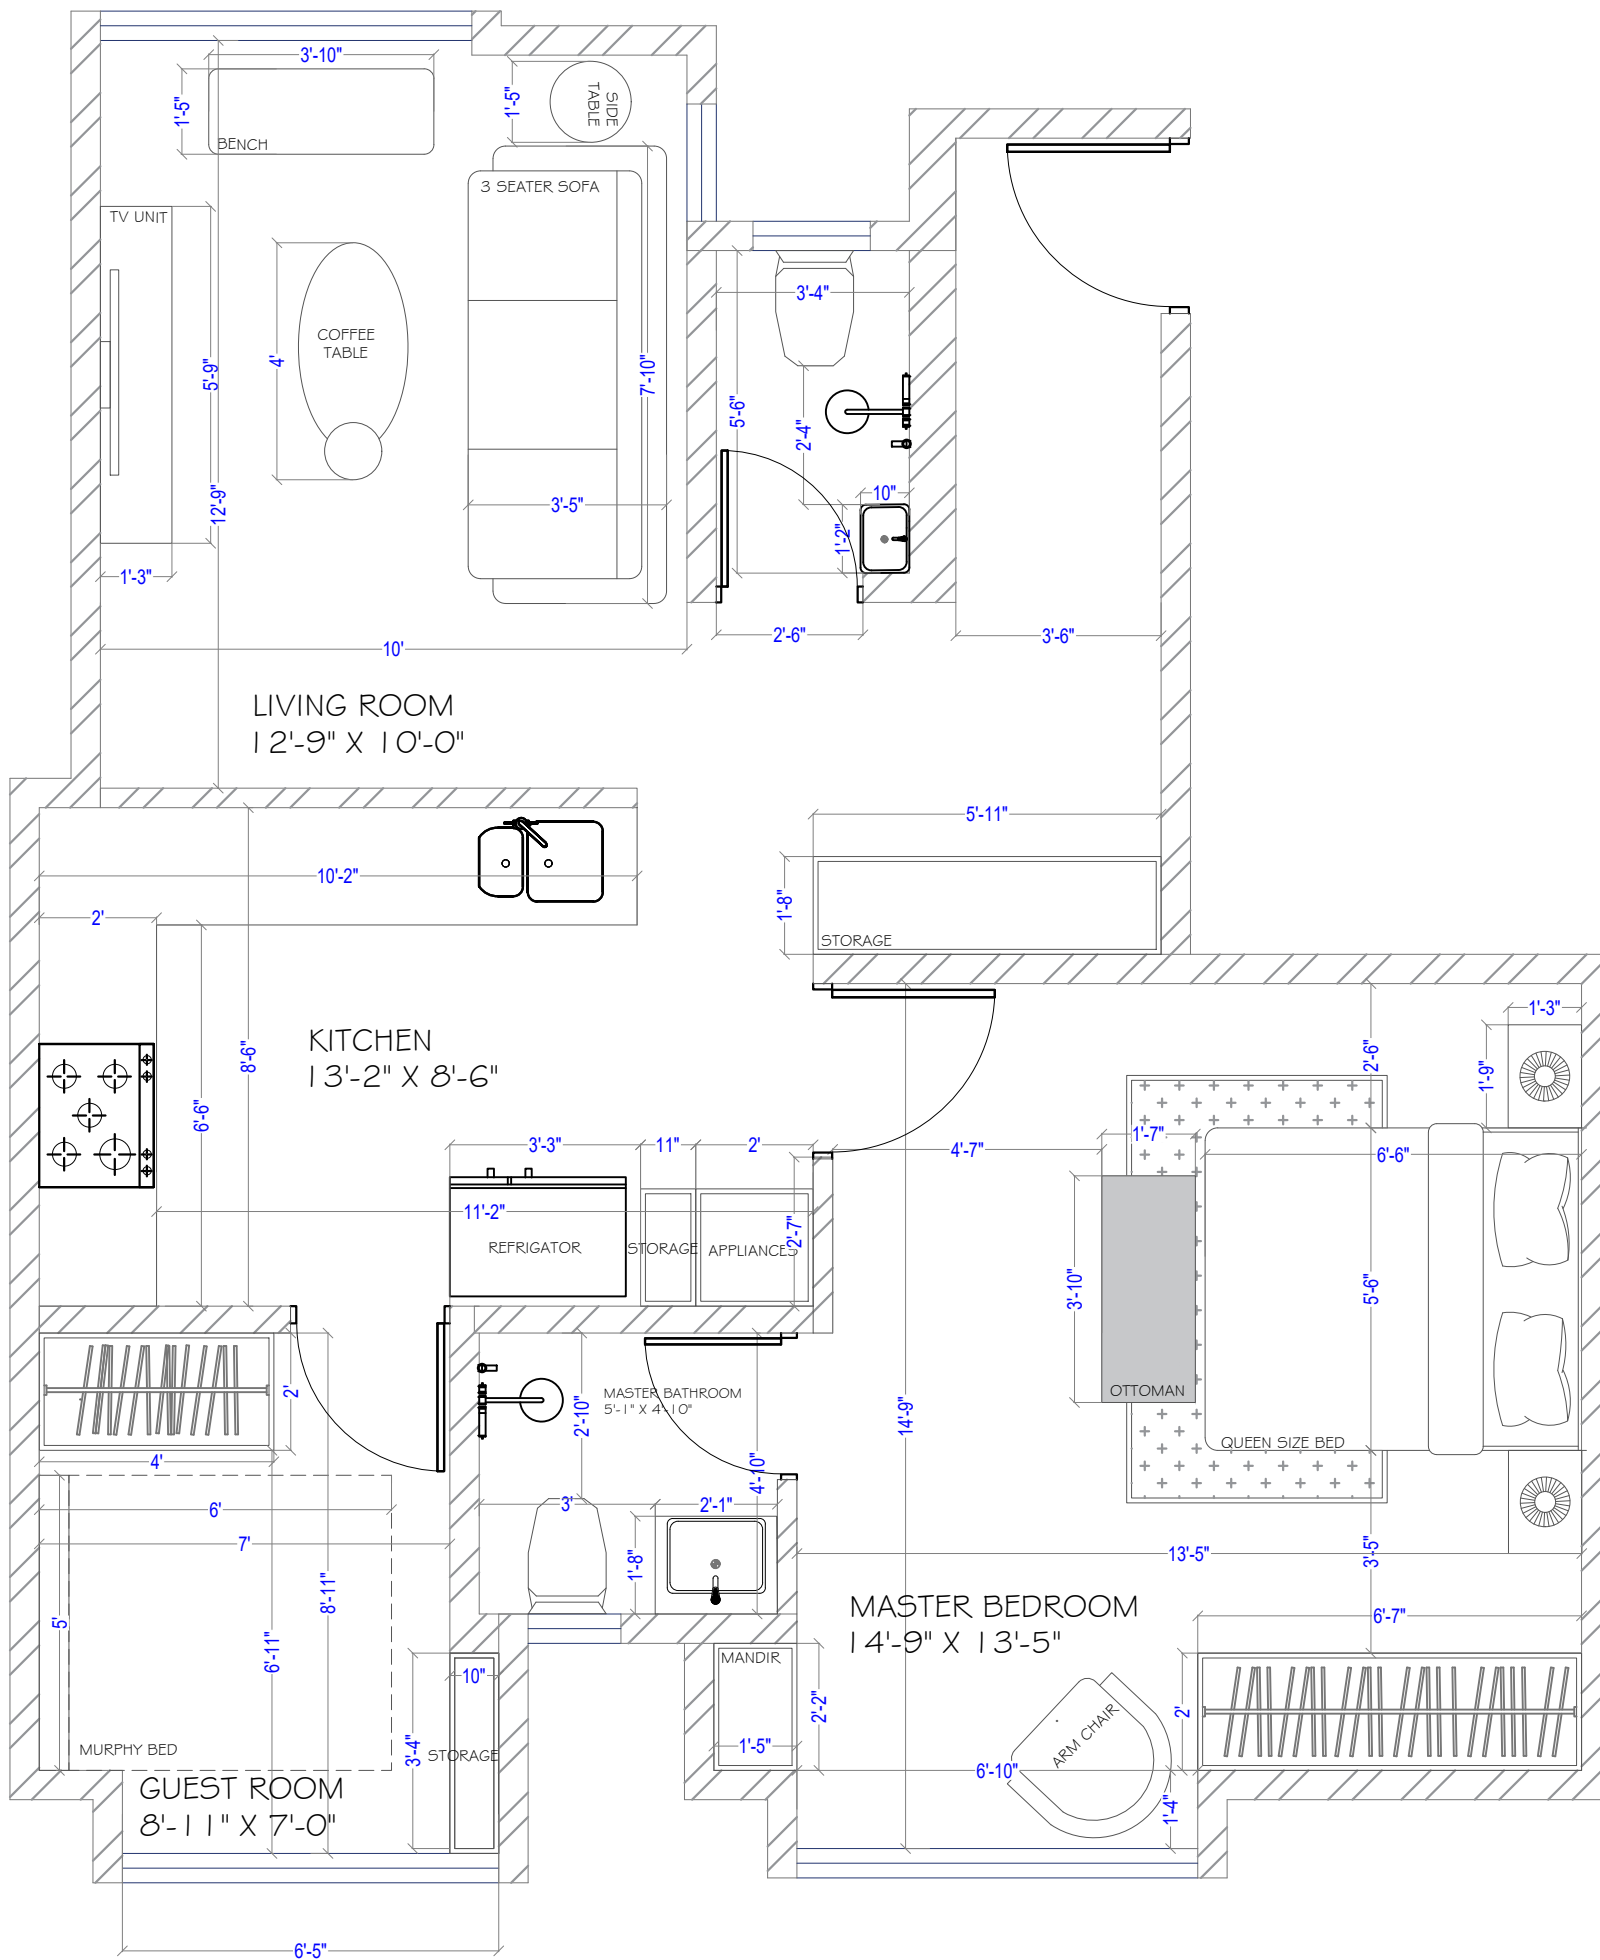 3'-10"
1'-5"
BENCH
1'-5"
SIDE
TABLE
3 SEATER SOFA
TV UNIT
3'-4"
COFFEE
TABLE
4'
5'-9"
7'-10"
5'-6"
2'-4"
10"
3'-5"
12'-9"
1'-2"
1'-3"
10'
2'-6"
3'-6"
LIVING ROOM
12'-9" X 10'-0"
5'-11"
10'-2"
2'
1'-8"
STORAGE
1'-3"
KITCHEN
13'-2" X 8'-6"
8'-6"
2'-6"
1'-9"
6'-6"
3'-3"
11"
2'
4'-7"
1'-7"
6'-6"
11'-2"
2'-7"
REFRIGATOR
STORAGE
APPLIANCES
3'-10"
5'-6"
2'
MASTER BATHROOM
5'-1" X 4'-10"
2'-10"
14'-9"
OTTOMAN
QUEEN SIZE BED
4'
4'-10"
6'
3'
2'-1"
7'
13'-5"
3'-5"
1'-8"
8'-11"
5'
MASTER BEDROOM
14'-9" X 13'-5"
6'-7"
6'-11"
MANDIR
10"
2'-2"
2'
MURPHY BED
3'-4"
STORAGE
1'-5"
ARM CHAIR
6'-10"
GUEST ROOM
8'-11" X 7'-0"
1'-4"
6'-5"